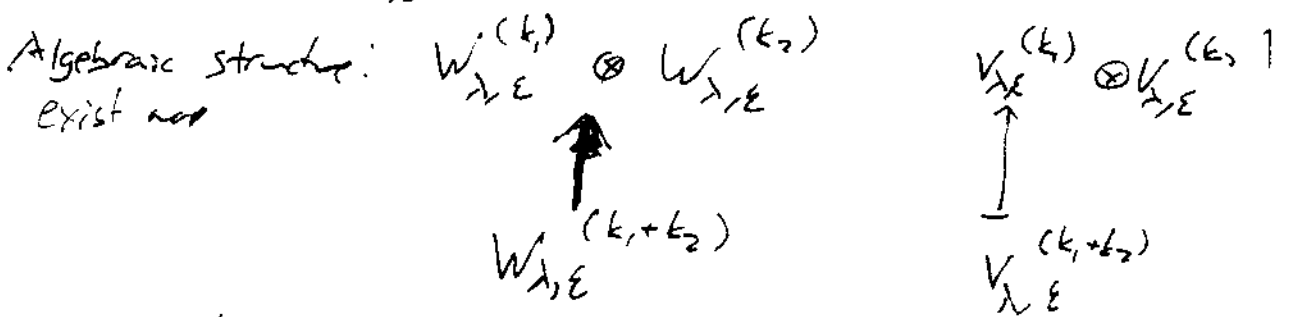 Algebraic structure: W_{λ,ε}^{(k_1)} ⊗ W_{λ,ε}^{(k_2)} v_{λ,ε}^{(k_1)} ⊗ v_{λ,ε}^{(k_2)}
exist
W_{λ,ε}^{(k_1+k_2)} v_{λ ε}^{(k_1+k_2)}